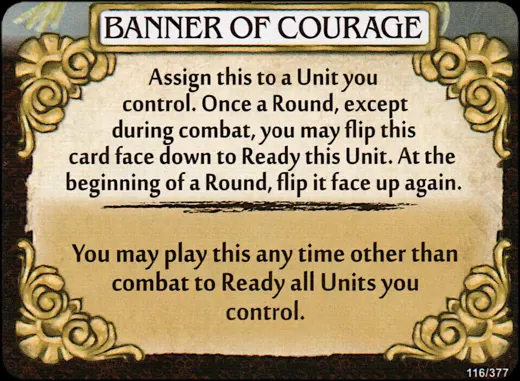 BANNER OF COURAGE
Assign this to a Unit you
control. Once a Round, except
during combat, you may flip this
card face down to Ready this Unit. At the
beginning of a Round, flip it face up again.
You may play this any time other than
combat to Ready all Units you
control.
116/377